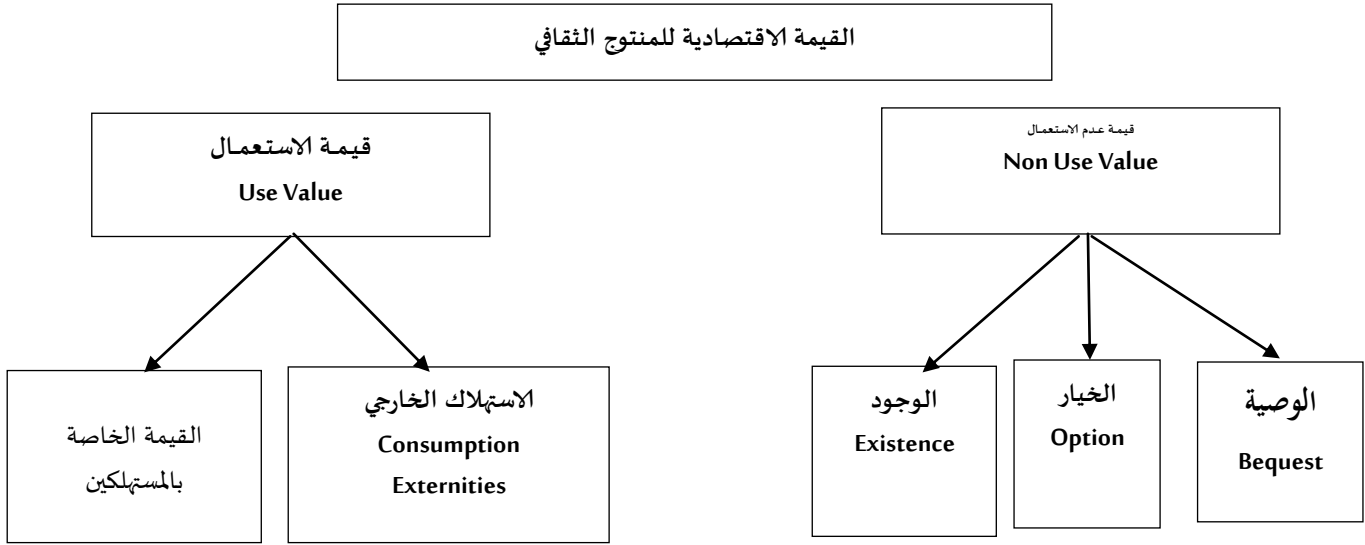 القيمة الاقتصادية للمنتوج الثقافي
قيمة عدم الاستعمال
Non Use Value
قيمة الاستعمال
Use Value
الوصية
Bequest
الخيار
Option
الوجود
Existence
الاستهلاك الخارجي
Consumption
Externities
القيمة الخاصة
بالمستهلكين